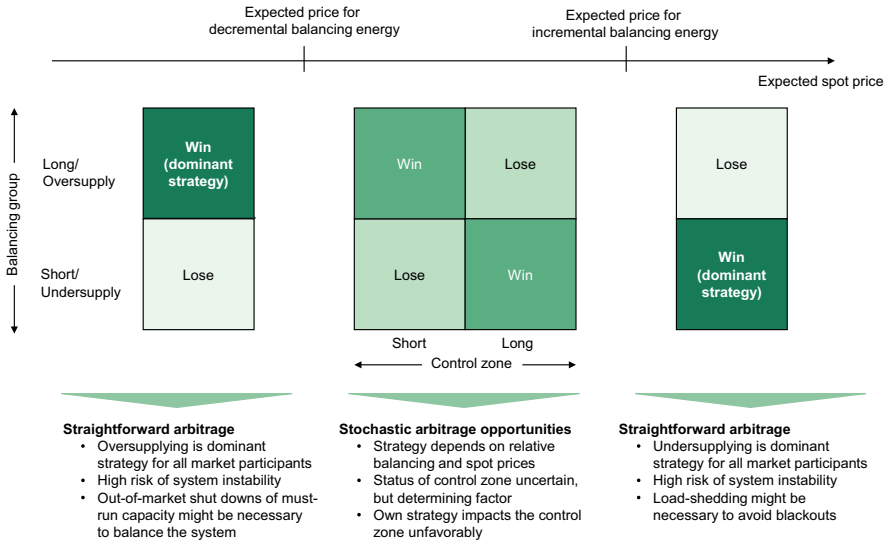 Expected price for
decremental balancing energy
Expected price for
incremental balancing energy
Expected spot price
Balancing group
Long/
Oversupply
Short/
Undersupply
Win
(dominant
strategy)
Lose
Win
Lose
Lose
Win
Short
Long
Control zone
Lose
Win
(dominant
strategy)
Straightforward arbitrage
• Oversupplying is dominant
strategy for all market participants
• High risk of system instability
• Out-of-market shut downs of must-
run capacity might be necessary
to balance the system
Stochastic arbitrage opportunities
• Strategy depends on relative
balancing and spot prices
• Status of control zone uncertain,
but determining factor
• Own strategy impacts the control
zone unfavorably
Straightforward arbitrage
• Undersupplying is dominant
strategy for all market participants
• High risk of system instability
• Load-shedding might be
necessary to avoid blackouts